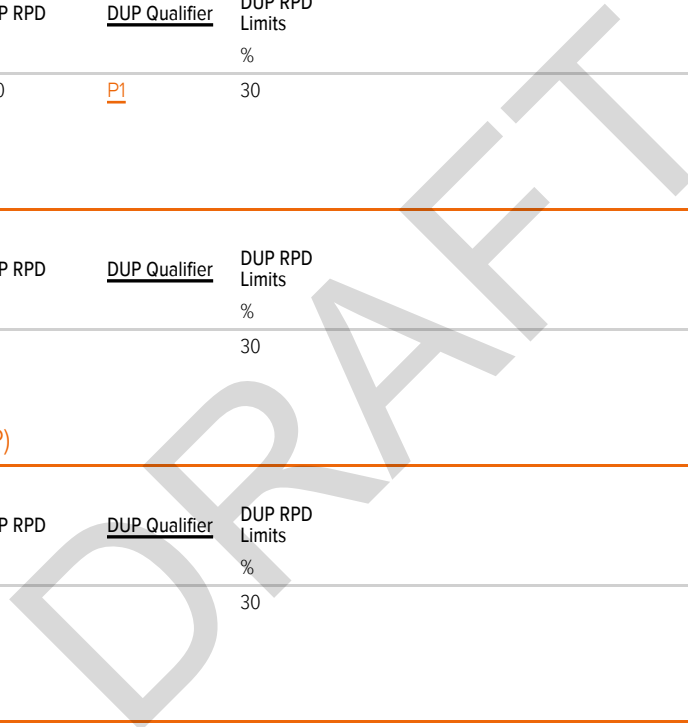 P RPD DUP Qualifier DUP RPD
Limits
%
0 P1 30
P RPD DUP Qualifier DUP RPD
Limits
%
30
P)
P RPD DUP Qualifier DUP RPD
Limits
%
30
DRAFT